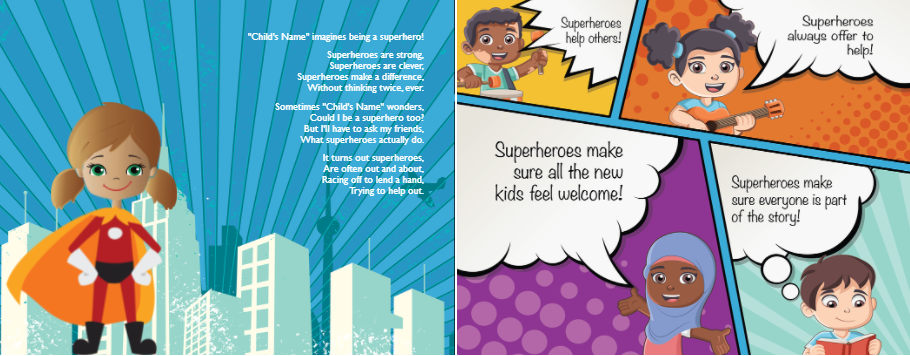 "Child's Name" imagines being a superhero!
Superheroes are strong,
Superheroes are clever,
Superheroes make a difference,
Without thinking twice, ever.
Sometimes "Child's Name" wonders,
Could I be a superhero too?
But I'll have to ask my friends,
What superheroes actually do.
It turns out superheroes,
Are often out and about,
Racing off to lend a hand,
Trying to help out.
Superheroes
help others!
Superheroes
always offer to
help!
Superheroes make
sure all the new
kids feel welcome!
Superheroes make
sure everyone is part
of the story!